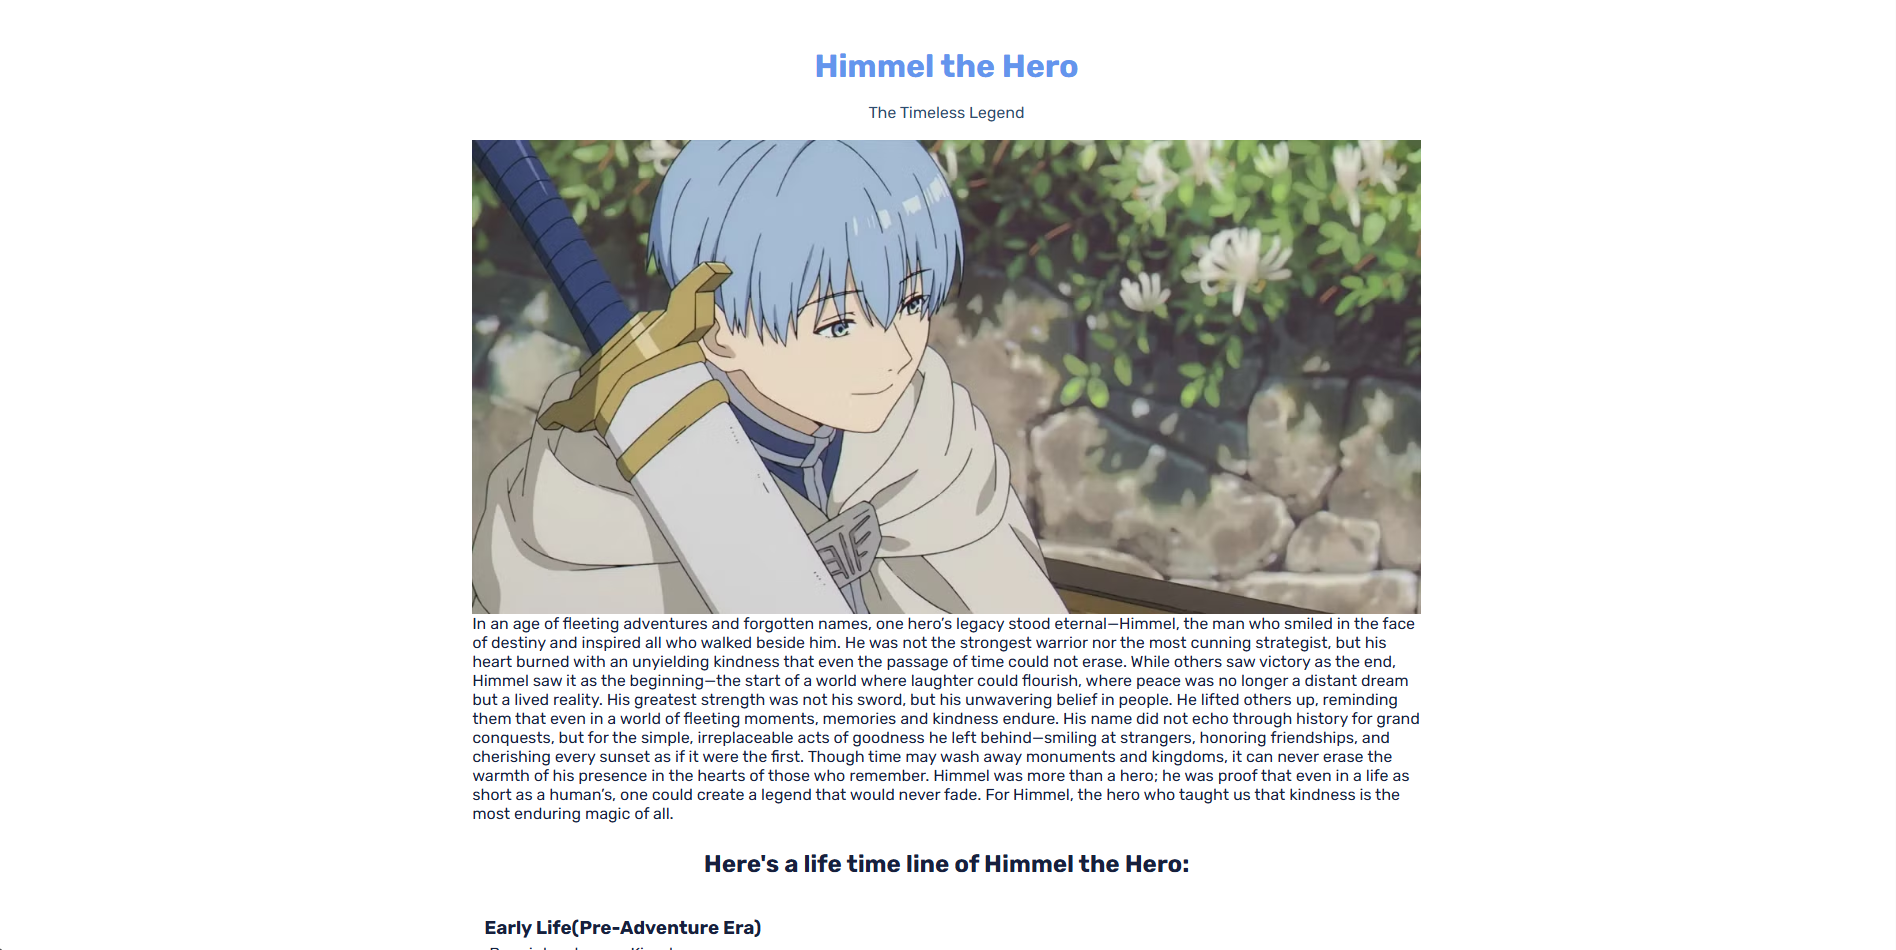 Himmel the Hero
The Timeless Legend
In an age of fleeting adventures and forgotten names, one hero’s legacy stood eternal—Himmel, the man who smiled in the face
of destiny and inspired all who walked beside him. He was not the strongest warrior nor the most cunning strategist, but his
heart burned with an unyielding kindness that even the passage of time could not erase. While others saw victory as the end,
Himmel saw it as the beginning—the start of a world where laughter could flourish, where peace was no longer a distant dream
but a lived reality. His greatest strength was not his sword, but his unwavering belief in people. He lifted others up, reminding
them that even in a world of fleeting moments, memories and kindness endure. His name did not echo through history for grand
conquests, but for the simple, irreplaceable acts of goodness he left behind—smiling at strangers, honoring friendships, and
cherishing every sunset as if it were the first. Though time may wash away monuments and kingdoms, it can never erase the
warmth of his presence in the hearts of those who remember. Himmel was more than a hero; he was proof that even in a life as
short as a human’s, one could create a legend that would never fade. For Himmel, the hero who taught us that kindness is the
most enduring magic of all.
Here's a life time line of Himmel the Hero:
Early Life(Pre-Adventure Era)